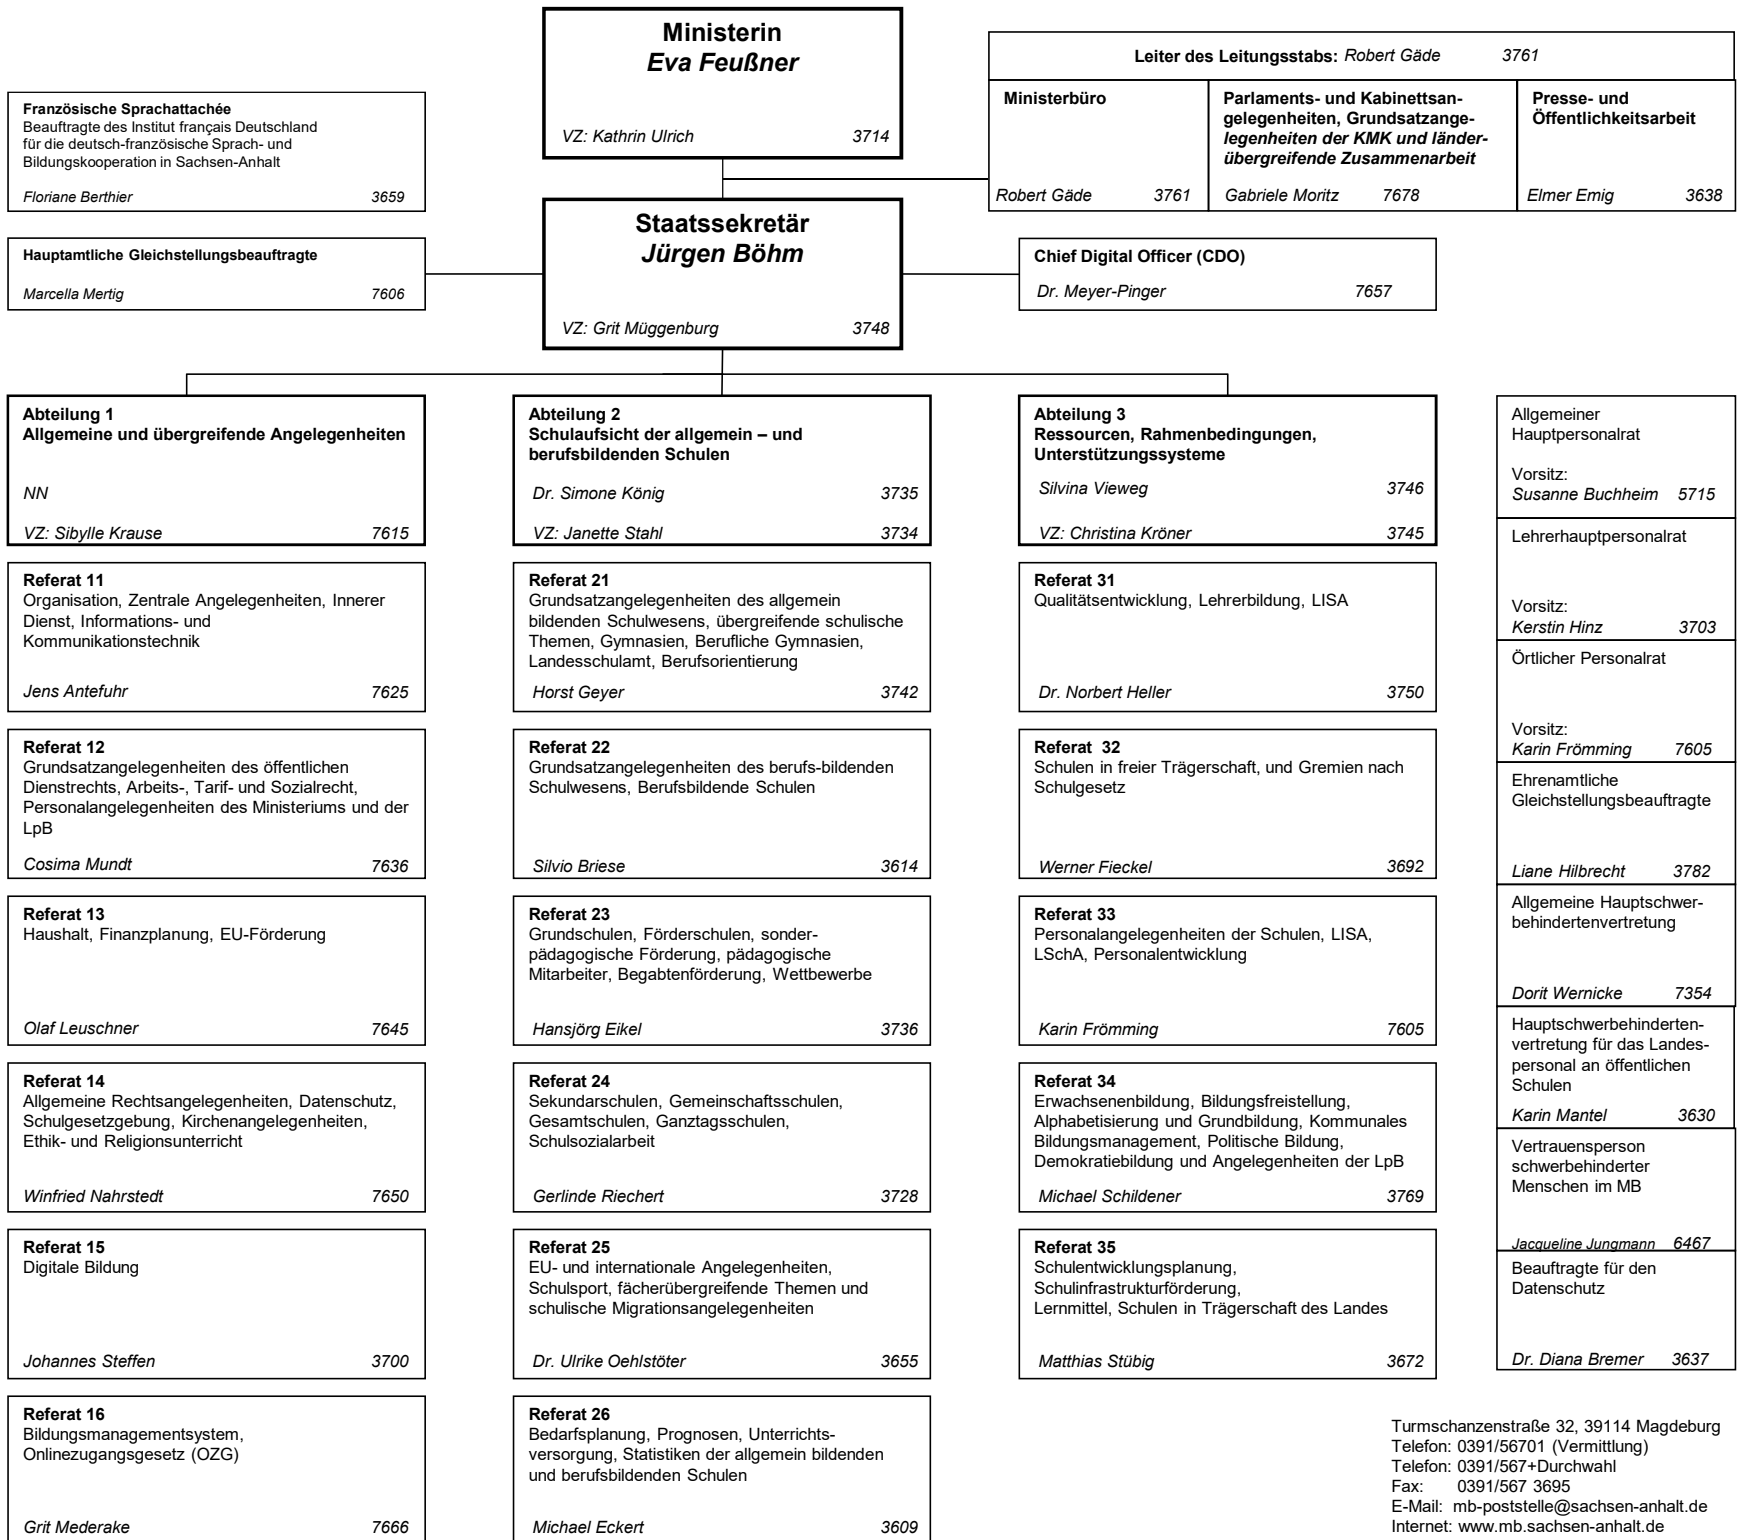 Ministerin
Eva Feußner
VZ: Kathrin Ulrich 3714
Leiter des Leitungsstabs: Robert Gäde 3761
Ministerbüro
Robert Gäde 3761
Parlaments- und Kabinettsan-
gelegenheiten, Grundsatzange-
legenheiten der KMK und länder-
übergreifende Zusammenarbeit
Gabriele Moritz 7678
Presse- und
Öffentlichkeitsarbeit
Elmer Emig 3638
Französische Sprachattachée
Beauftragte des Institut français Deutschland
für die deutsch-französische Sprach- und
Bildungskooperation in Sachsen-Anhalt
Floriane Berthier 3659
Staatssekretär
Jürgen Böhm
VZ: Grit Müggenburg 3748
Hauptamtliche Gleichstellungsbeauftragte
Marcella Mertig 7606
Chief Digital Officer (CDO)
Dr. Meyer-Pinger 7657
Abteilung 1
Allgemeine und übergreifende Angelegenheiten
NN
VZ: Sibylle Krause 7615
Referat 11
Organisation, Zentrale Angelegenheiten, Innerer
Dienst, Informations- und
Kommunikationstechnik
Jens Antefuhr 7625
Referat 12
Grundsatzangelegenheiten des öffentlichen
Dienstrechts, Arbeits-, Tarif- und Sozialrecht,
Personalangelegenheiten des Ministeriums und der
LpB
Cosima Mundt 7636
Referat 13
Haushalt, Finanzplanung, EU-Förderung
Olaf Leuschner 7645
Referat 14
Allgemeine Rechtsangelegenheiten, Datenschutz,
Schulgesetzgebung, Kirchenangelegenheiten,
Ethik- und Religionsunterricht
Winfried Nahrstedt 7650
Referat 15
Digitale Bildung
Johannes Steffen 3700
Referat 16
Bildungsmanagementsystem,
Onlinezugangsgesetz (OZG)
Grit Mederake 7666
Abteilung 2
Schulaufsicht der allgemein – und
berufsbildenden Schulen
Dr. Simone König 3735
VZ: Janette Stahl 3734
Referat 21
Grundsatzangelegenheiten des allgemein
bildenden Schulwesens, übergreifende schulische
Themen, Gymnasien, Berufliche Gymnasien,
Landesschulamt, Berufsorientierung
Horst Geyer 3742
Referat 22
Grundsatzangelegenheiten des berufs-bildenden
Schulwesens, Berufsbildende Schulen
Silvio Briese 3614
Referat 23
Grundschulen, Förderschulen, sonder-
pädagogische Förderung, pädagogische
Mitarbeiter, Begabtenförderung, Wettbewerbe
Hansjörg Eikel 3736
Referat 24
Sekundarschulen, Gemeinschaftsschulen,
Gesamtschulen, Ganztagsschulen,
Schulsozialarbeit
Gerlinde Riechert 3728
Referat 25
EU- und internationale Angelegenheiten,
Schulsport, fächerübergreifende Themen und
schulische Migrationsangelegenheiten
Dr. Ulrike Oehlstöter 3655
Referat 26
Bedarfsplanung, Prognosen, Unterrichts-
versorgung, Statistiken der allgemein bildenden
und berufsbildenden Schulen
Michael Eckert 3609
Abteilung 3
Ressourcen, Rahmenbedingungen,
Unterstützungssysteme
Silvina Vieweg 3746
VZ: Christina Kröner 3745
Referat 31
Qualitätsentwicklung, Lehrerbildung, LISA
Dr. Norbert Heller 3750
Referat 32
Schulen in freier Trägerschaft, und Gremien nach
Schulgesetz
Werner Fieckel 3692
Referat 33
Personalangelegenheiten der Schulen, LISA,
LSchA, Personalentwicklung
Karin Frömming 7605
Referat 34
Erwachsenenbildung, Bildungsfreistellung,
Alphabetisierung und Grundbildung, Kommunales
Bildungsmanagement, Politische Bildung,
Demokratiebildung und Angelegenheiten der LpB
Michael Schildener 3769
Referat 35
Schulentwicklungsplanung,
Schulinfrastrukturförderung,
Lernmittel, Schulen in Trägerschaft des Landes
Matthias Stübig 3672
Allgemeiner
Hauptpersonalrat
Vorsitz:
Susanne Buchheim 5715
Lehrerhauptpersonalrat
Vorsitz:
Kerstin Hinz 3703
Örtlicher Personalrat
Vorsitz:
Karin Frömming 7605
Ehrenamtliche
Gleichstellungsbeauftragte
Liane Hilbrecht 3782
Allgemeine Hauptschwer-
behindertenvertretung
Dorit Wernicke 7354
Hauptschwerbehinderten-
vertretung für das Landes-
personal an öffentlichen
Schulen
Karin Mantel 3630
Vertrauensperson
schwerbehinderter
Menschen im MB
Jacqueline Jungmann 6467
Beauftragte für den
Datenschutz
Dr. Diana Bremer 3637
Turmschanzenstraße 32, 39114 Magdeburg
Telefon: 0391/56701 (Vermittlung)
Telefon: 0391/567+Durchwahl
Fax: 0391/567 3695
E-Mail: mb-poststelle@sachsen-anhalt.de
Internet: www.mb.sachsen-anhalt.de